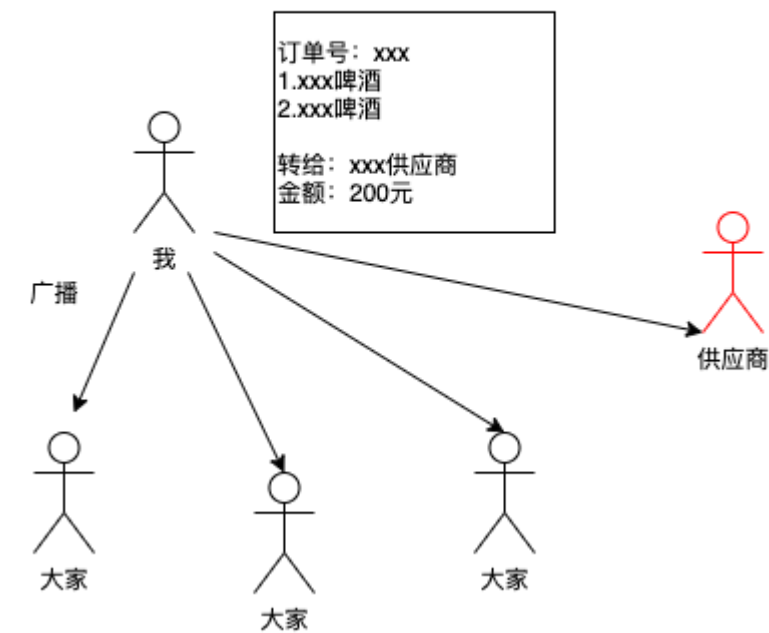 订单号：xxx
1.xxx啤酒
2.xxx啤酒
转给：xxx供应商
金额：200元
我
广播
供应商
大家
大家
大家